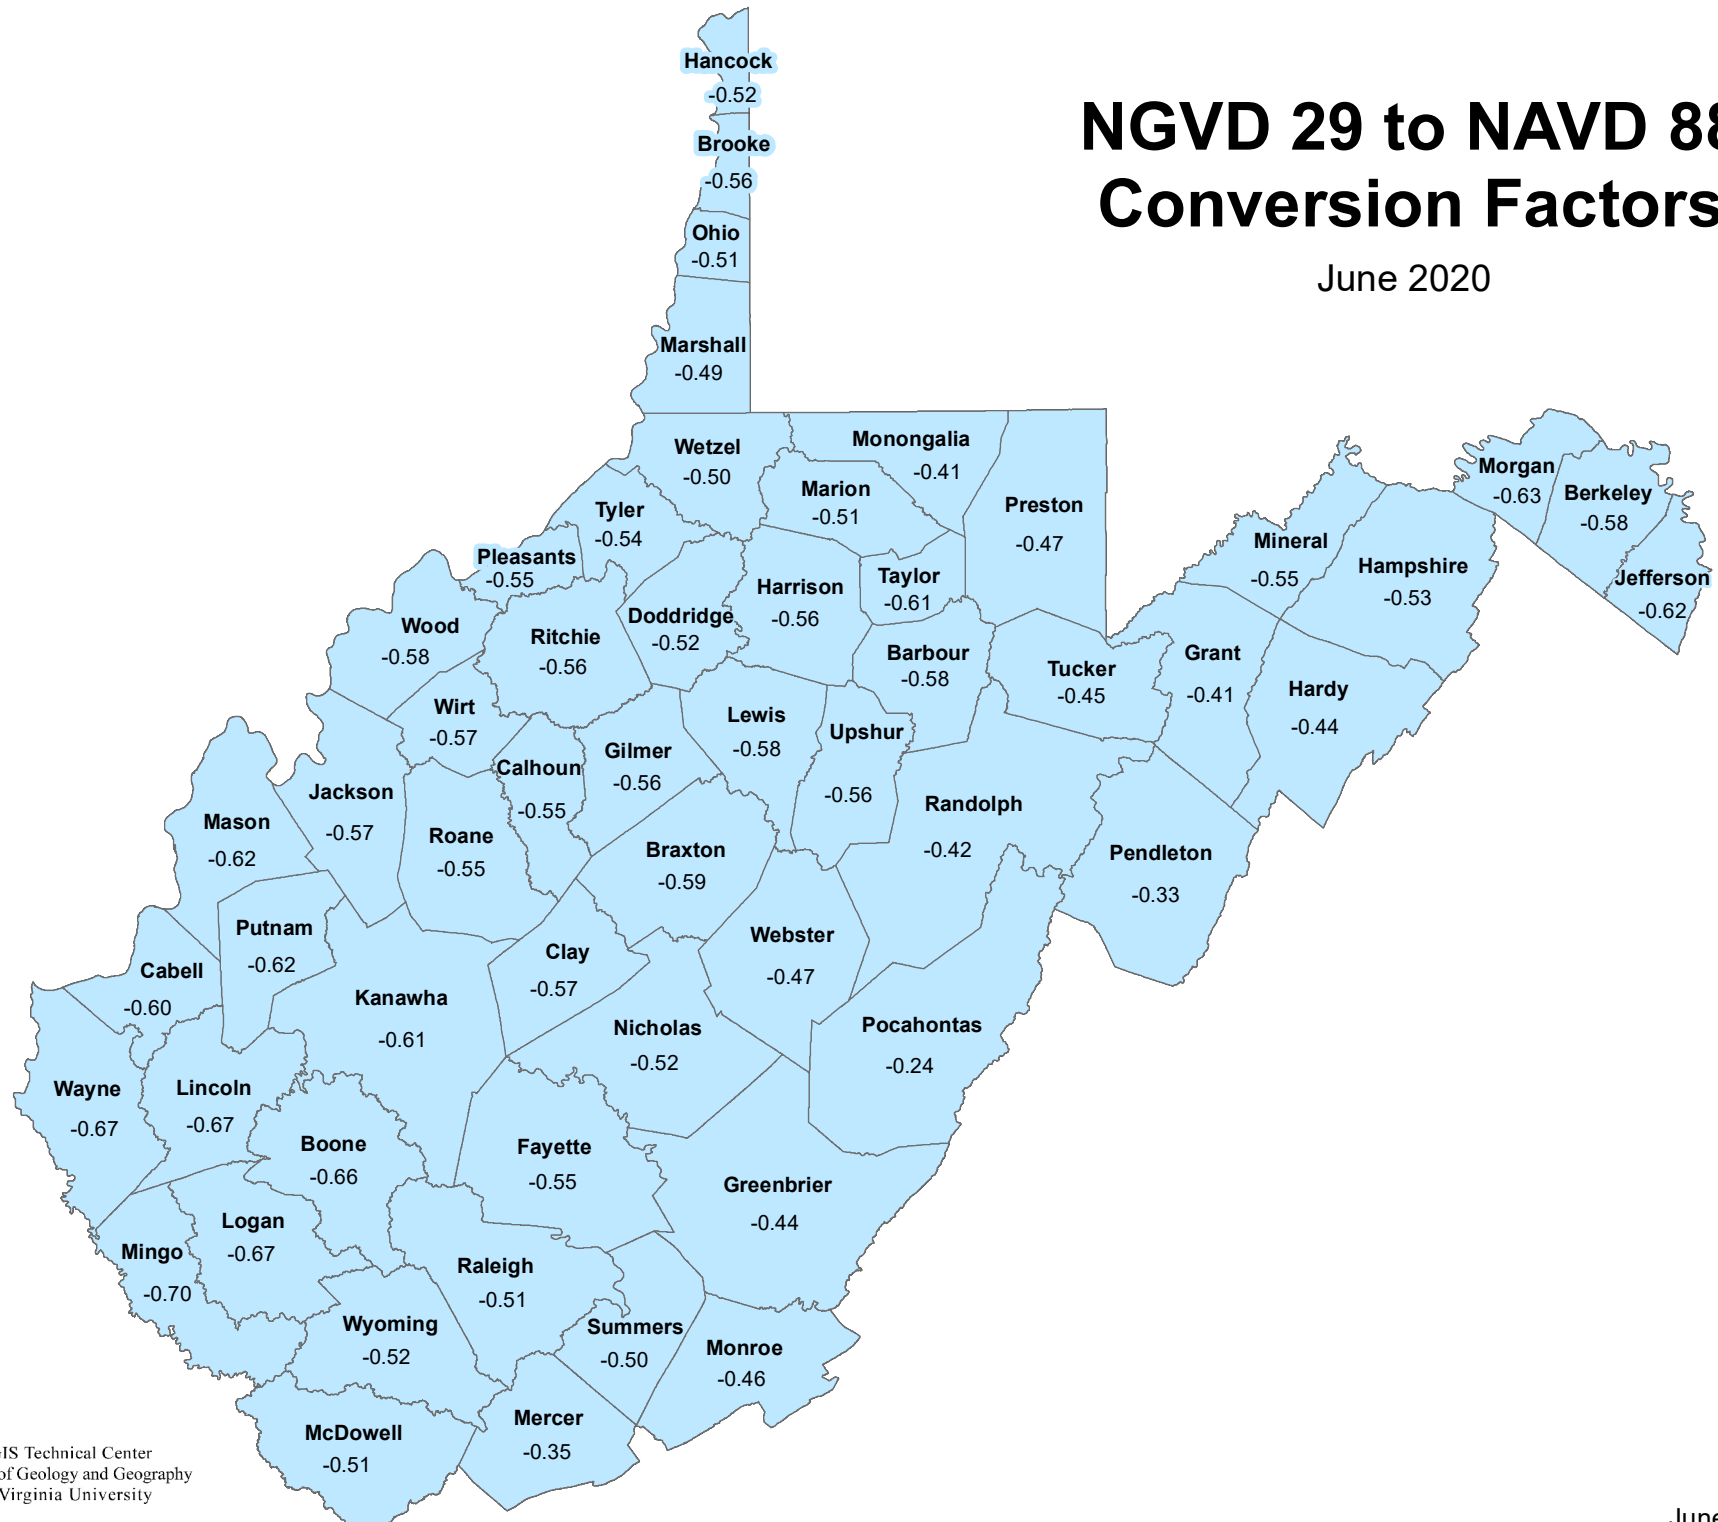 Hancock
-0.52
Brooke
-0.56
NGVD 29 to NAVD 88
Conversion Factors
June 2020
Ohio
-0.51
Marshall
-0.49
Wetzel
-0.50
Monongalia
-0.41
Marion
-0.51
Preston
-0.47
Tyler
-0.54
Pleasants
-0.55
Morgan
-0.63
Berkeley
-0.58
Jefferson
-0.62
Mineral
-0.55
Hampshire
-0.53
Harrison
-0.56
Taylor
-0.61
Doddridge
-0.52
Wood
-0.58
Ritchie
-0.56
Barbour
-0.58
Tucker
-0.45
Grant
-0.41
Hardy
-0.44
Wirt
-0.57
Lewis
-0.58
Upshur
-0.56
Gilmer
-0.56
Calhoun
-0.55
Jackson
-0.57
Mason
-0.62
Roane
-0.55
Randolph
-0.42
Braxton
-0.59
Pendleton
-0.33
Putnam
-0.62
Cabell
-0.60
Clay
-0.57
Webster
-0.47
Kanawha
-0.61
Nicholas
-0.52
Pocahontas
-0.24
Wayne
-0.67
Lincoln
-0.67
Boone
-0.66
Fayette
-0.55
Greenbrier
-0.44
Logan
-0.67
Mingo
-0.70
Raleigh
-0.51
Wyoming
-0.52
Summers
-0.50
Monroe
-0.46
McDowell
-0.51
Mercer
-0.35
GIS Technical Center
of Geology and Geography
Virginia University
June